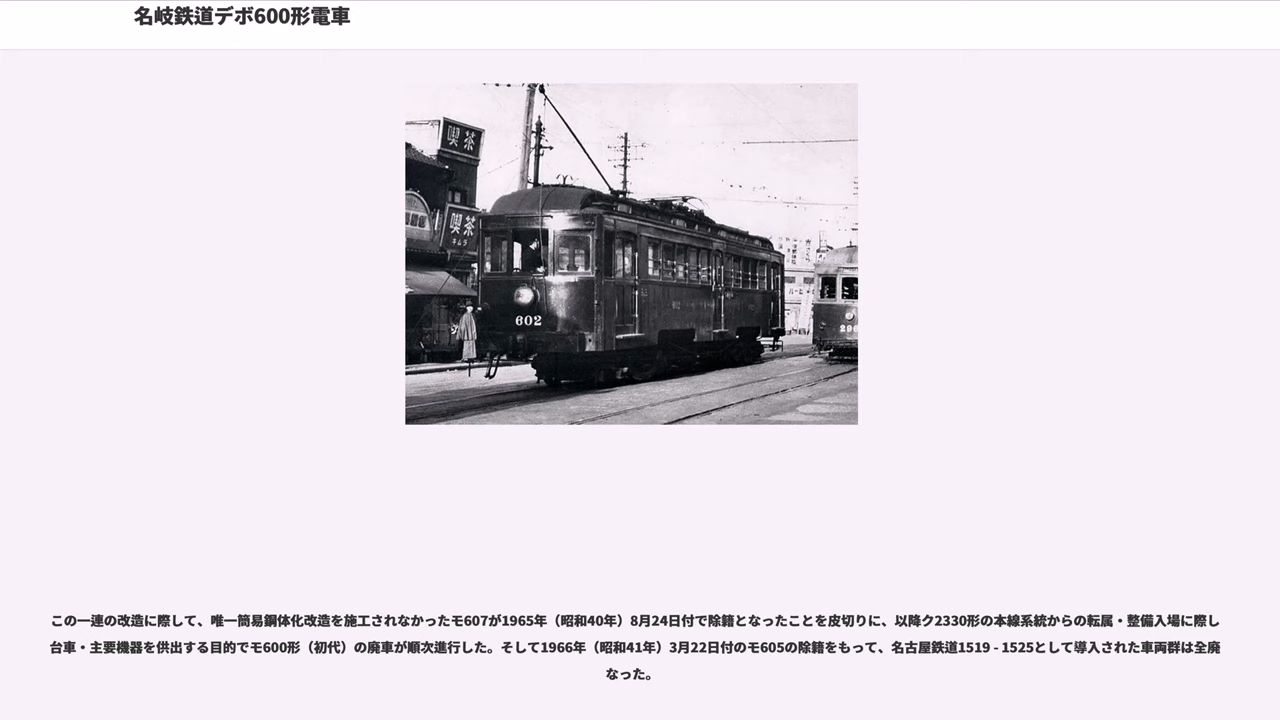 名岐鉄道デボ600形電車
喫茶
喫茶
キムラ
602
602
290
この一連の改造に際して、唯一簡易鋼体化改造を施工されなかったモ607が1965年（昭和40年）8月24日付で除籍となったことを皮切りに、以降ク2330形の本線系統からの転属・整備入場に際し
台車・主要機器を供出する目的でモ600形（初代）の廃車が順次進行した。そして1966年（昭和41年）3月22日付のモ605の除籍をもって、名古屋鉄道1519 - 1525として導入された車両群は全廃
なった。